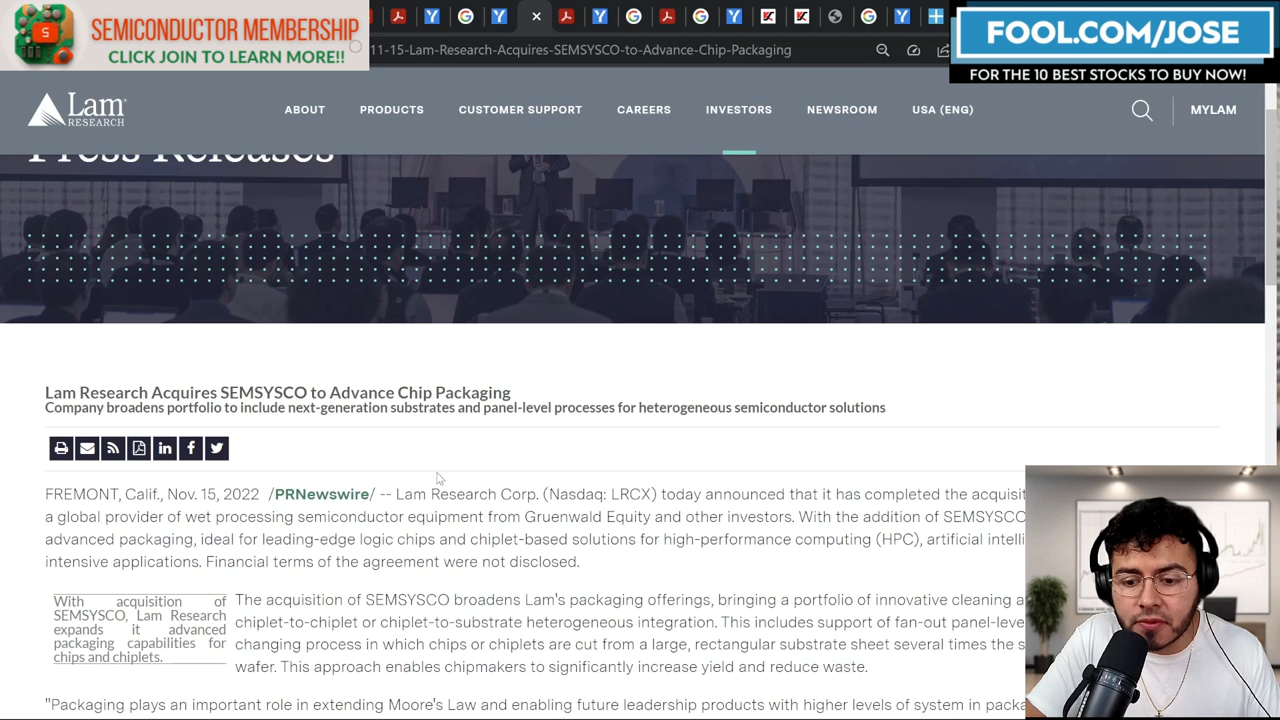 SEMICONDUCTOR MEMBERSHIP
CLICK JOIN TO LEARN MORE!!
11-15-Lam-Research-Acquires-SEMSYSCO-to-Advance-Chip-Packaging
FOOL.COM/JOSE
FOR THE 10 BEST STOCKS TO BUY NOW!
Lam RESEARCH
ABOUT PRODUCTS CUSTOMER SUPPORT CAREERS INVESTORS NEWSROOM USA (ENG) MYLAM
Press Releases
Lam Research Acquires SEMSYSCO to Advance Chip Packaging
Company broadens portfolio to include next-generation substrates and panel-level processes for heterogeneous semiconductor solutions
FREMONT, Calif., Nov. 15, 2022 /PRNewswire/ -- Lam Research Corp. (Nasdaq: LRCX) today announced that it has completed the acquisit
a global provider of wet processing semiconductor equipment from Gruenwald Equity and other investors. With the addition of SEMSYSCO
advanced packaging, ideal for leading-edge logic chips and chiplet-based solutions for high-performance computing (HPC), artificial intelli
intensive applications. Financial terms of the agreement were not disclosed.
With acquisition of
SEMSYSCO, Lam Research
expands it advanced
packaging capabilities for
chips and chiplets.
The acquisition of SEMSYSCO broadens Lam's packaging offerings, bringing a portfolio of innovative cleaning a
chiplet-to-chiplet or chiplet-to-substrate heterogeneous integration. This includes support of fan-out panel-leve
changing process in which chips or chiplets are cut from a large, rectangular substrate sheet several times the s
wafer. This approach enables chipmakers to significantly increase yield and reduce waste.
"Packaging plays an important role in extending Moore's Law and enabling future leadership products with higher levels of system in packa